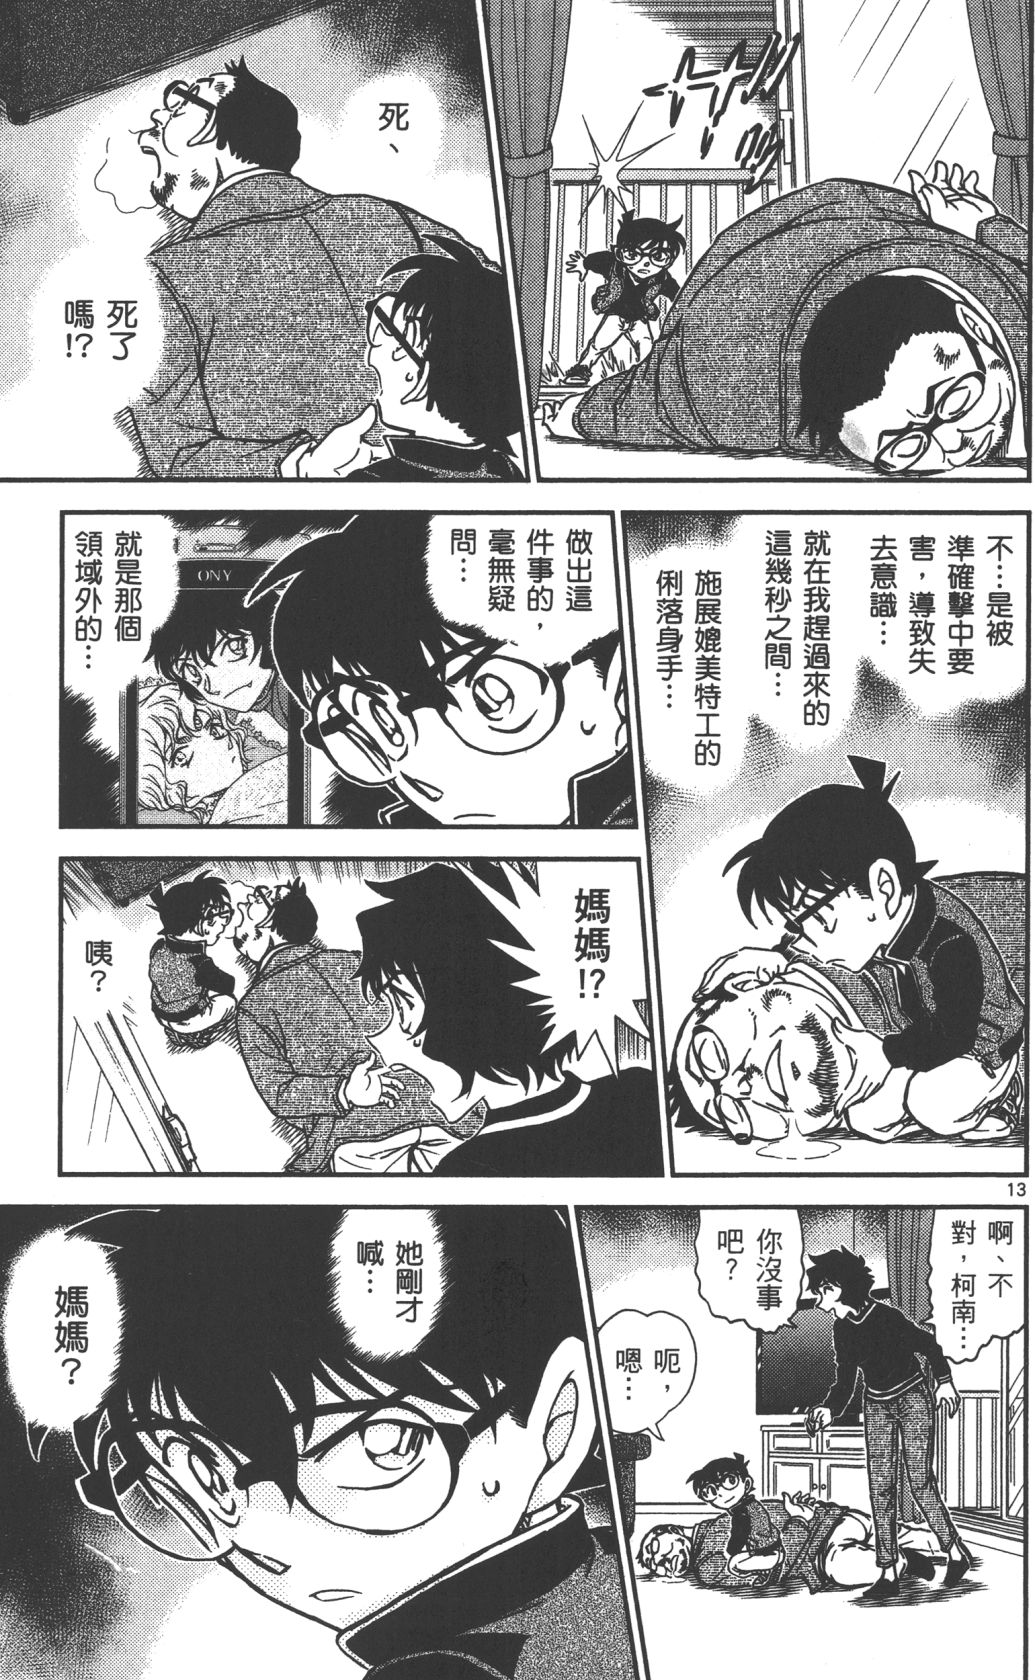 死、
死了
嗎!?
不…是被
準確擊中要
害,導致失
去意識…
就在我趕過來的
這幾秒之間…
施展媲美特工的
俐落身手…
做出這
件事的,
毫無疑
問…
就是那個
領域外的…
ONY
媽媽!?
咦?
13
啊、不
對,柯南…
你沒事
吧?
呃,
嗯…
她剛才
喊…
媽媽?